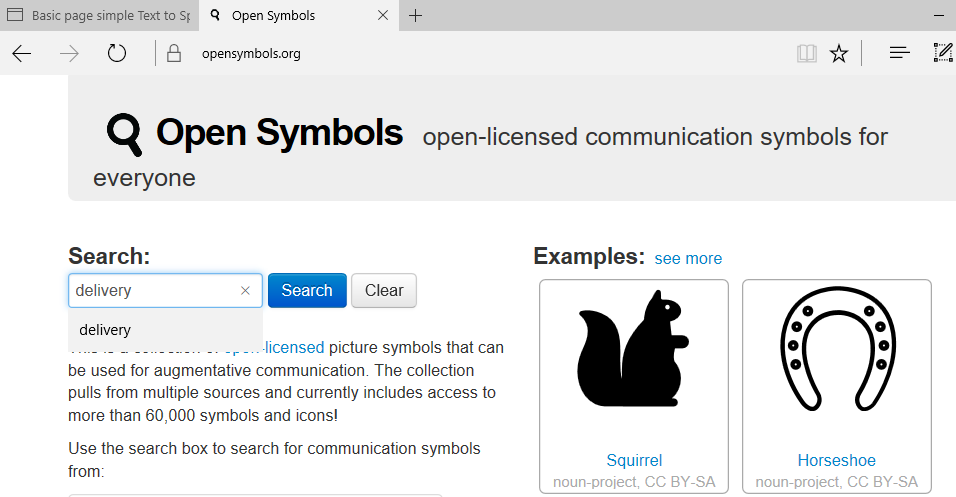 Basic page simple Text to Sp
Open Symbols
opensymbols.org
Open Symbols open-licensed communication symbols for
everyone
Search:
delivery
Search
Clear
delivery
This is a collection of open-licensed picture symbols that can
be used for augmentative communication. The collection
pulls from multiple sources and currently includes access to
more than 60,000 symbols and icons!
Use the search box to search for communication symbols
from:
Examples: see more
Squirrel
noun-project, CC BY-SA
Horseshoe
noun-project, CC BY-SA